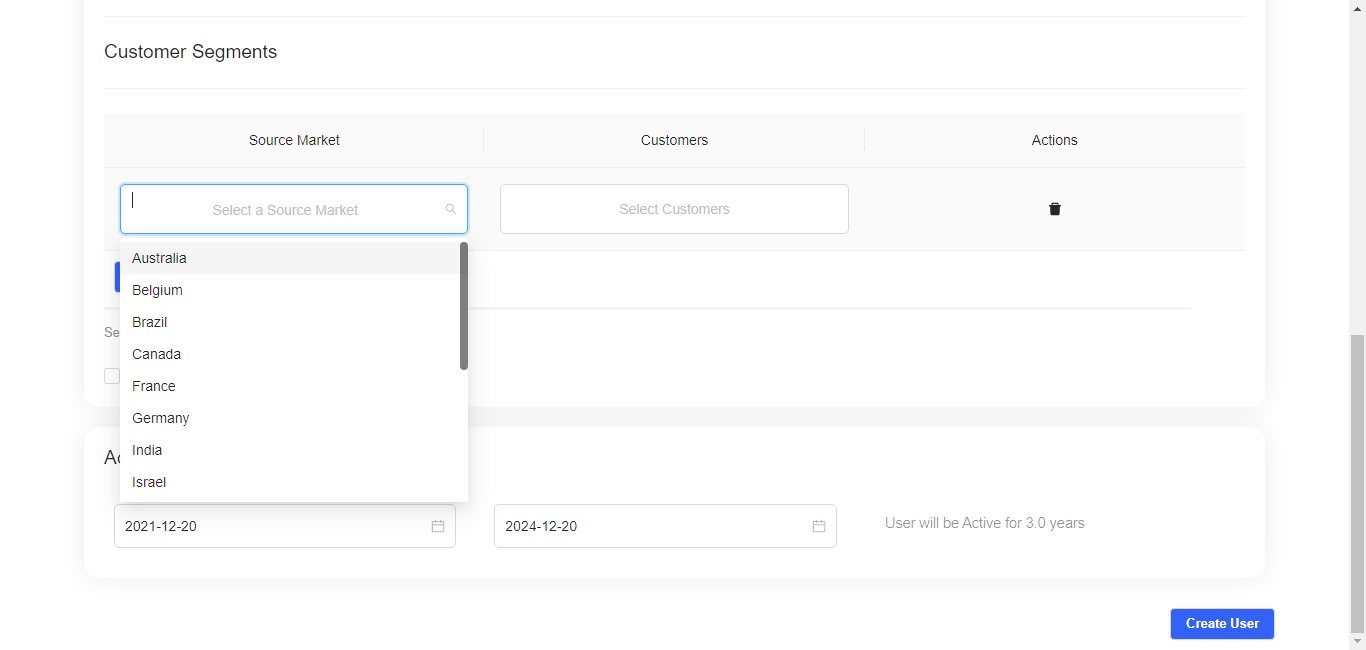 Customer Segments
Source Market Customers Actions
Select a Source Market Select Customers
Australia
Belgium
Brazil
Se
Canada
France
Germany
India
Ac
Israel
2021-12-20 2024-12-20 User will be Active for 3.0 years
Create User